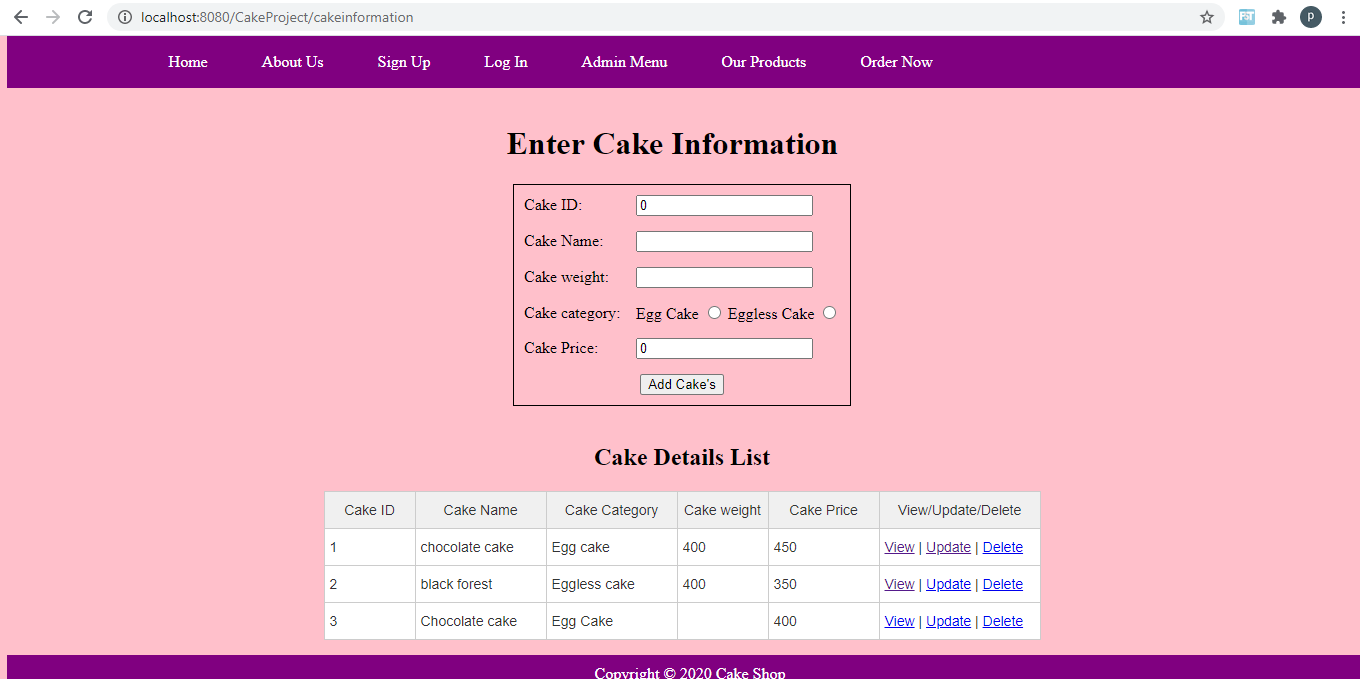 localhost:8080/CakeProject/cakeinformation
P
Home About Us Sign Up Log In Admin Menu Our Products Order Now
Enter Cake Information
Cake ID: 0
Cake Name:
Cake weight:
Cake category: Egg Cake Eggless Cake
Cake Price: 0
Add Cake's
Cake Details List
Cake ID Cake Name Cake Category Cake weight Cake Price View/Update/Delete
1 chocolate cake Egg cake 400 450 View | Update | Delete
2 black forest Eggless cake 400 350 View | Update | Delete
3 Chocolate cake Egg Cake 400 View | Update | Delete
Copyright © 2020 Cake Shop